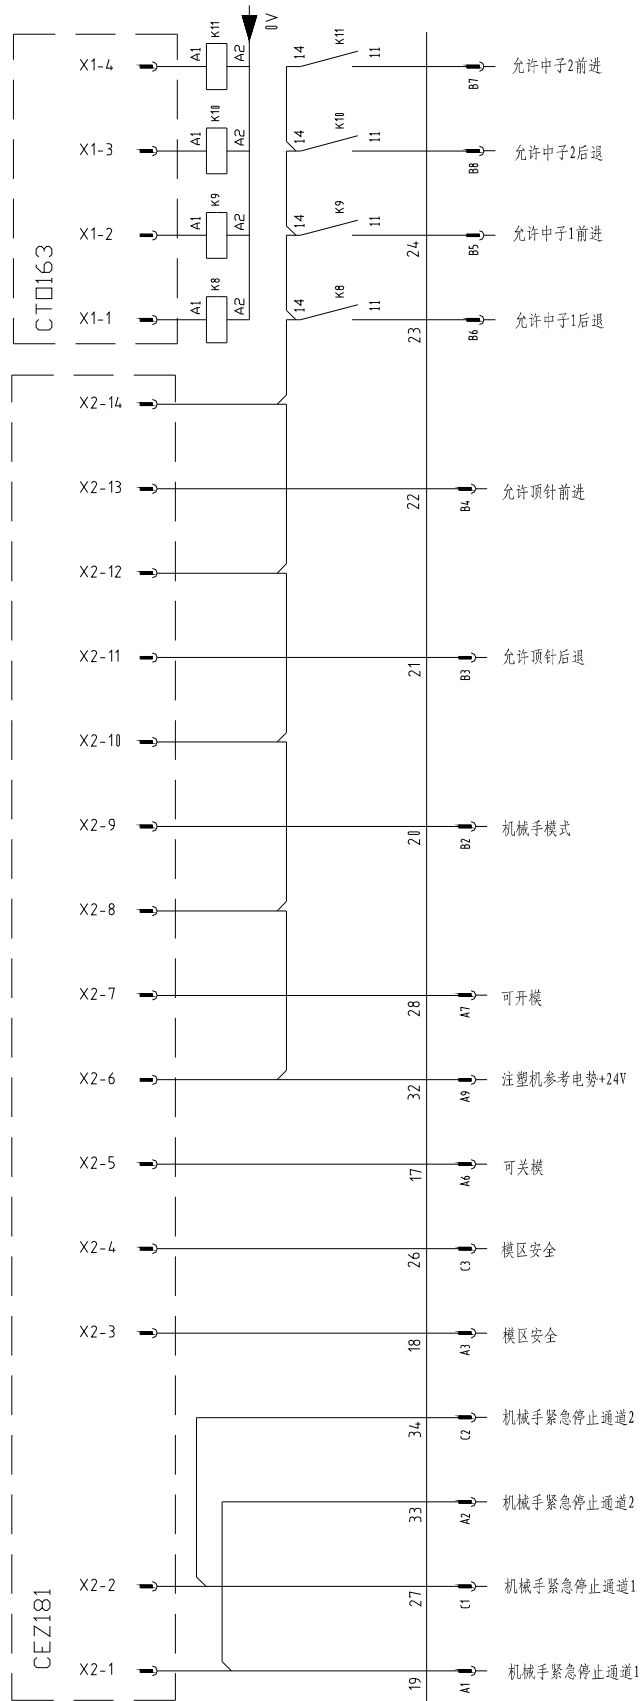 0V
X1-4 A1 K11 A2 14 K11 11 B7 允许中子2前进
X1-3 A1 K10 A2 14 K10 11 B8 允许中子2后退
X1-2 A1 K9 A2 14 K9 11 24 B5 允许中子1前进
X1-1 A1 K8 A2 14 K8 11 23 B6 允许中子1后退
CTO163
X2-14
X2-13 22 B4 允许顶针前进
X2-12
X2-11 21 B3 允许顶针后退
X2-10
X2-9 20 B2 机械手模式
X2-8
X2-7 28 A7 可开模
X2-6 32 A9 注塑机参考电势+24V
X2-5 17 A6 可关模
X2-4 26 C3 模区安全
X2-3 18 A3 模区安全
34 C2 机械手紧急停止通道2
33 A2 机械手紧急停止通道2
X2-2 27 C1 机械手紧急停止通道1
X2-1 19 A1 机械手紧急停止通道1
CEZ181